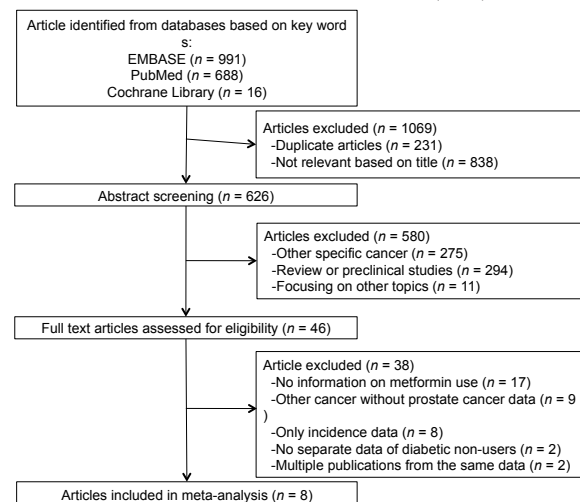 Article identified from databases based on key word
s:
EMBASE (n = 991)
PubMed (n = 688)
Cochrane Library (n = 16)
Articles excluded (n = 1069)
-Duplicate articles (n = 231)
-Not relevant based on title (n = 838)
Abstract screening (n = 626)
Articles excluded (n = 580)
-Other specific cancer (n = 275)
-Review or preclinical studies (n = 294)
-Focusing on other topics (n = 11)
Full text articles assessed for eligibility (n = 46)
Article excluded (n = 38)
-No information on metformin use (n = 17)
-Other cancer without prostate cancer data (n = 9
)
-Only incidence data (n = 8)
-No separate data of diabetic non-users (n = 2)
-Multiple publications from the same data (n = 2)
Articles included in meta-analysis (n = 8)